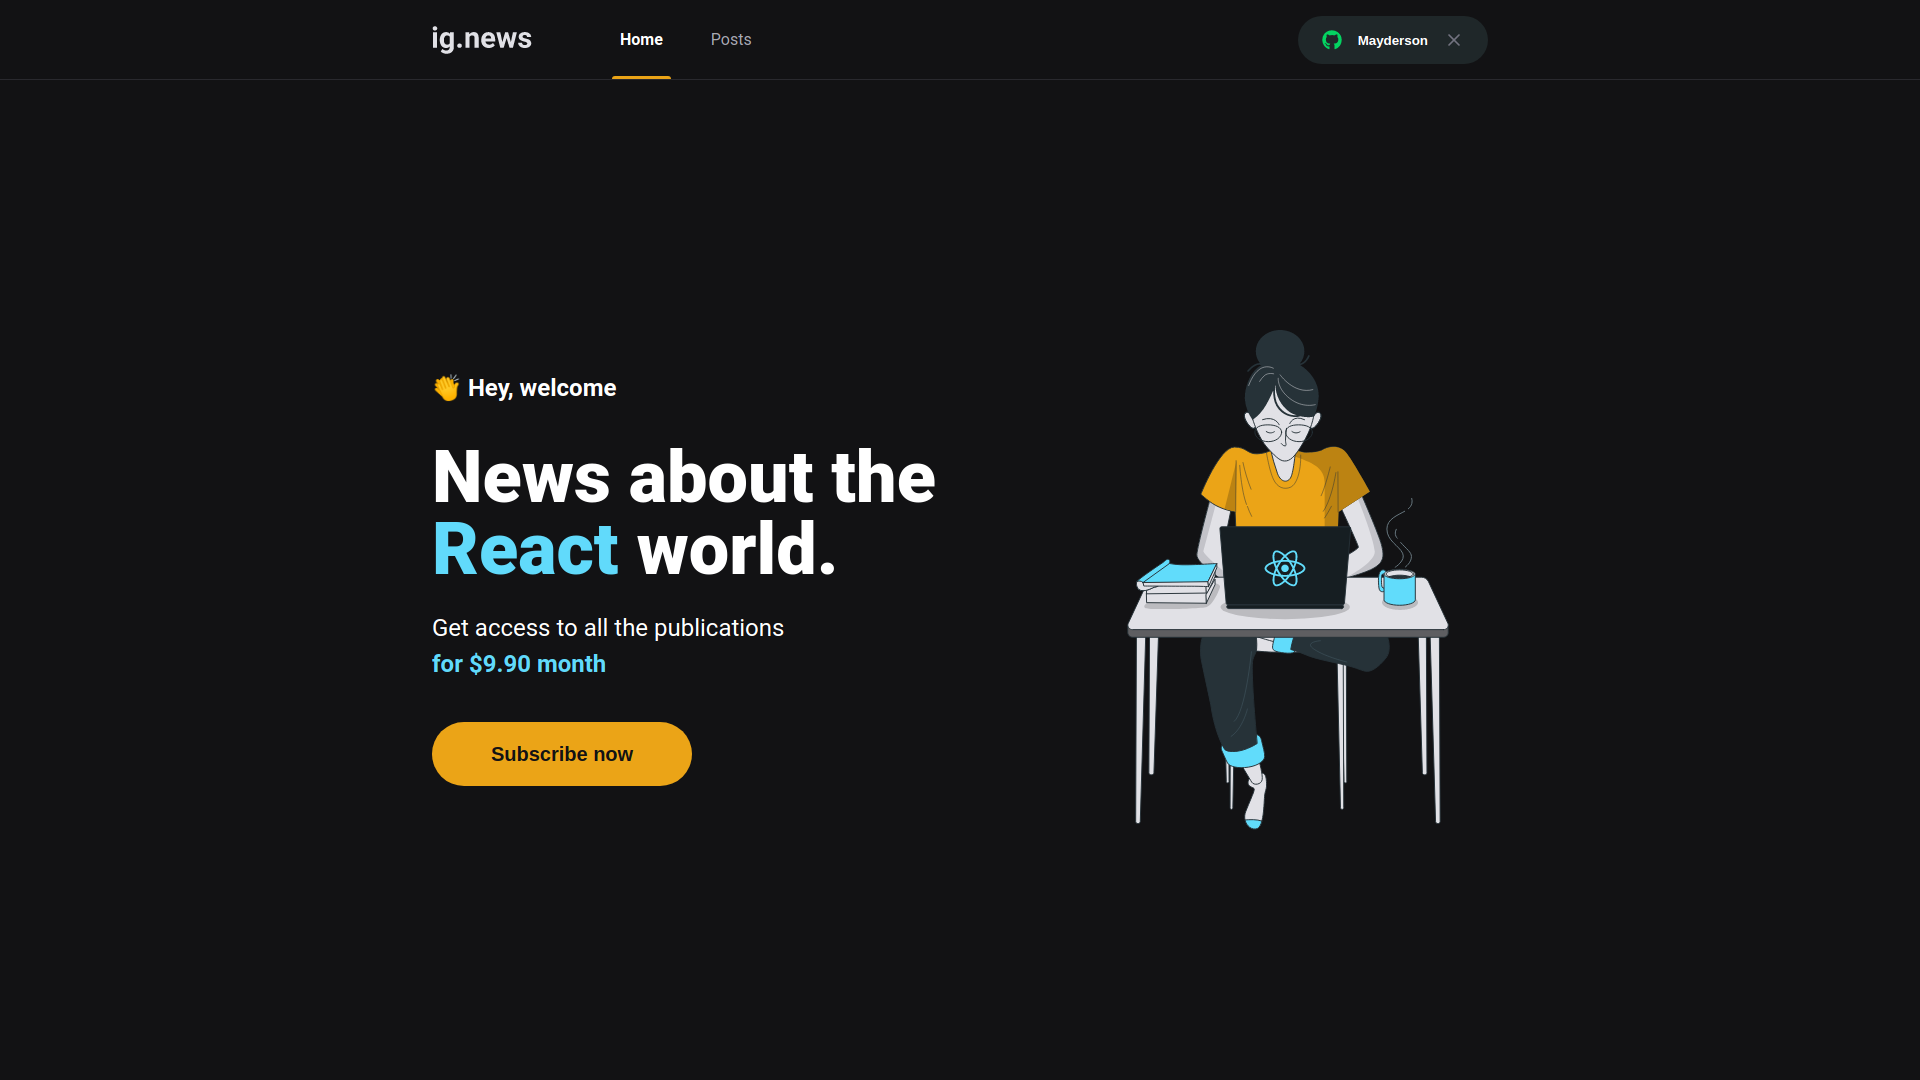 ig.news
Home
Posts
Mayderson
👏 Hey, welcome
News about the
React world.
Get access to all the publications
for $9.90 month
Subscribe now